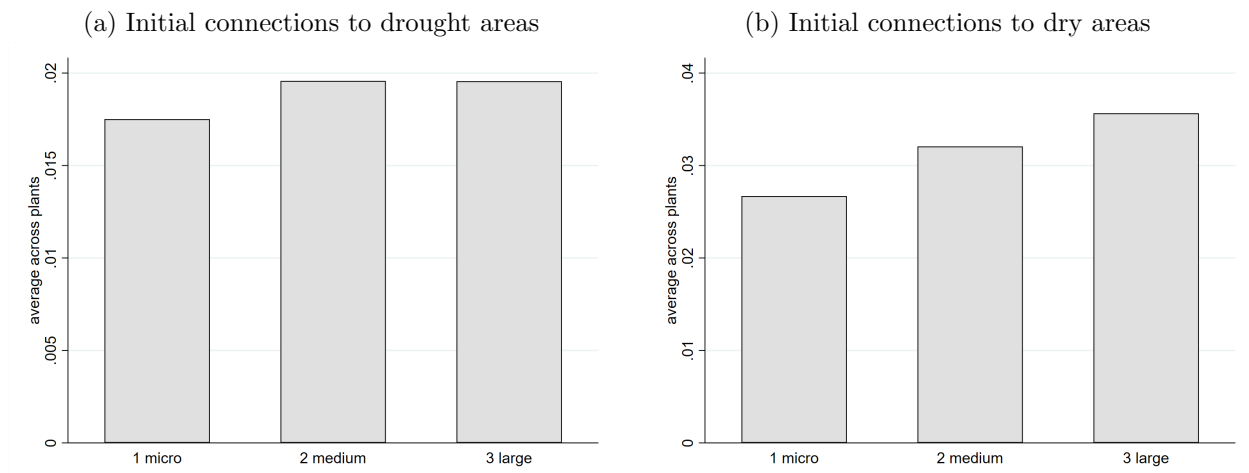 (a) Initial connections to drought areas
average across plants
.02
.015
.01
.005
0
1 micro 2 medium 3 large
(b) Initial connections to dry areas
average across plants
.04
.03
.02
.01
0
1 micro 2 medium 3 large